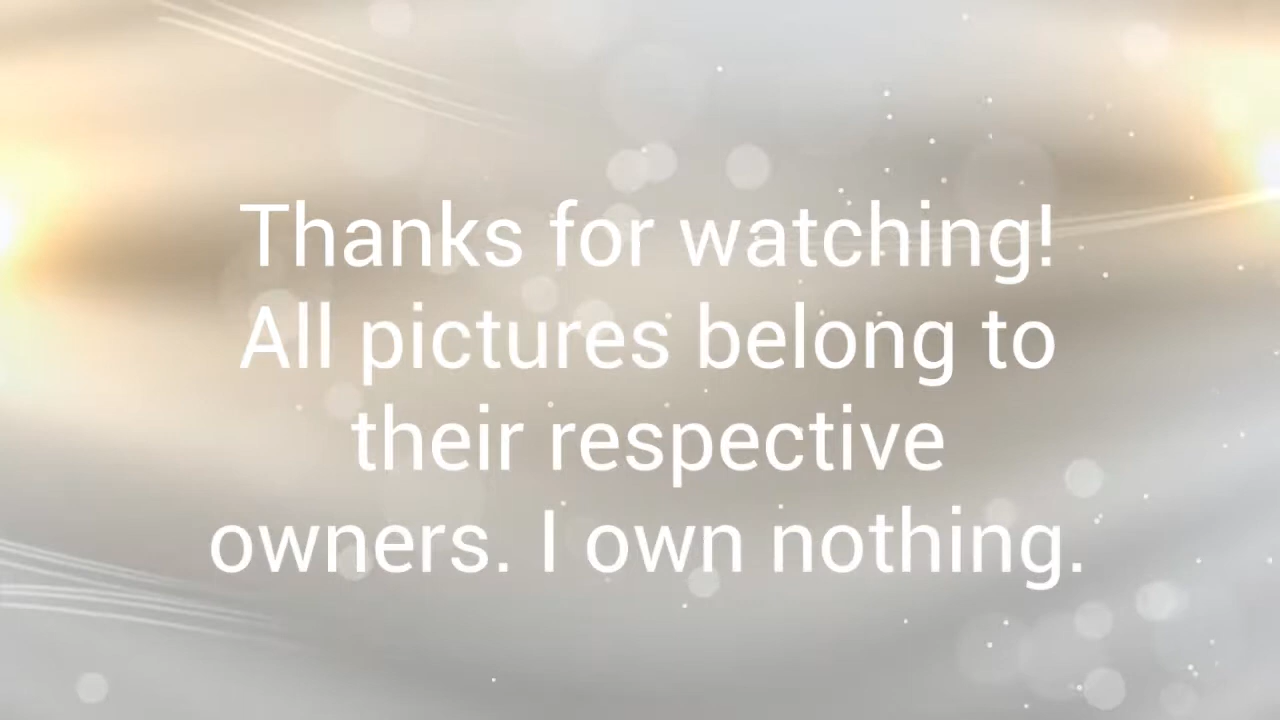 Thanks for watching!
All pictures belong to
their respective
owners. I own nothing.